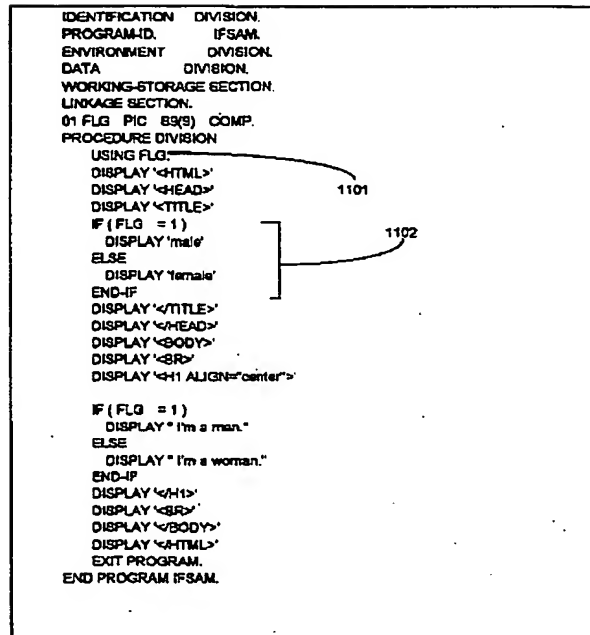 IDENTIFICATION DIVISION.
PROGRAM-ID. IFSAM.
ENVIRONMENT DIVISION.
DATA DIVISION.
WORKING-STORAGE SECTION.
LINKAGE SECTION.
01 FLG PIC S9(9) COMP.
PROCEDURE DIVISION
USING FLG.
DISPLAY '<HTML>'
DISPLAY '<HEAD>'
1101
DISPLAY '<TITLE>'
IF ( FLG = 1 )
DISPLAY 'male'
1102
ELSE
DISPLAY 'female'
END-IF
DISPLAY '</TITLE>'
DISPLAY '</HEAD>'
DISPLAY '<BODY>'
DISPLAY '<BR>'
DISPLAY '<H1 ALIGN="center">'
IF ( FLG = 1 )
DISPLAY " I'm a man."
ELSE
DISPLAY " I'm a woman."
END-IF
DISPLAY '</H1>'
DISPLAY '<BR>'
DISPLAY '</BODY>'
DISPLAY '</HTML>'
EXIT PROGRAM.
END PROGRAM IFSAM.